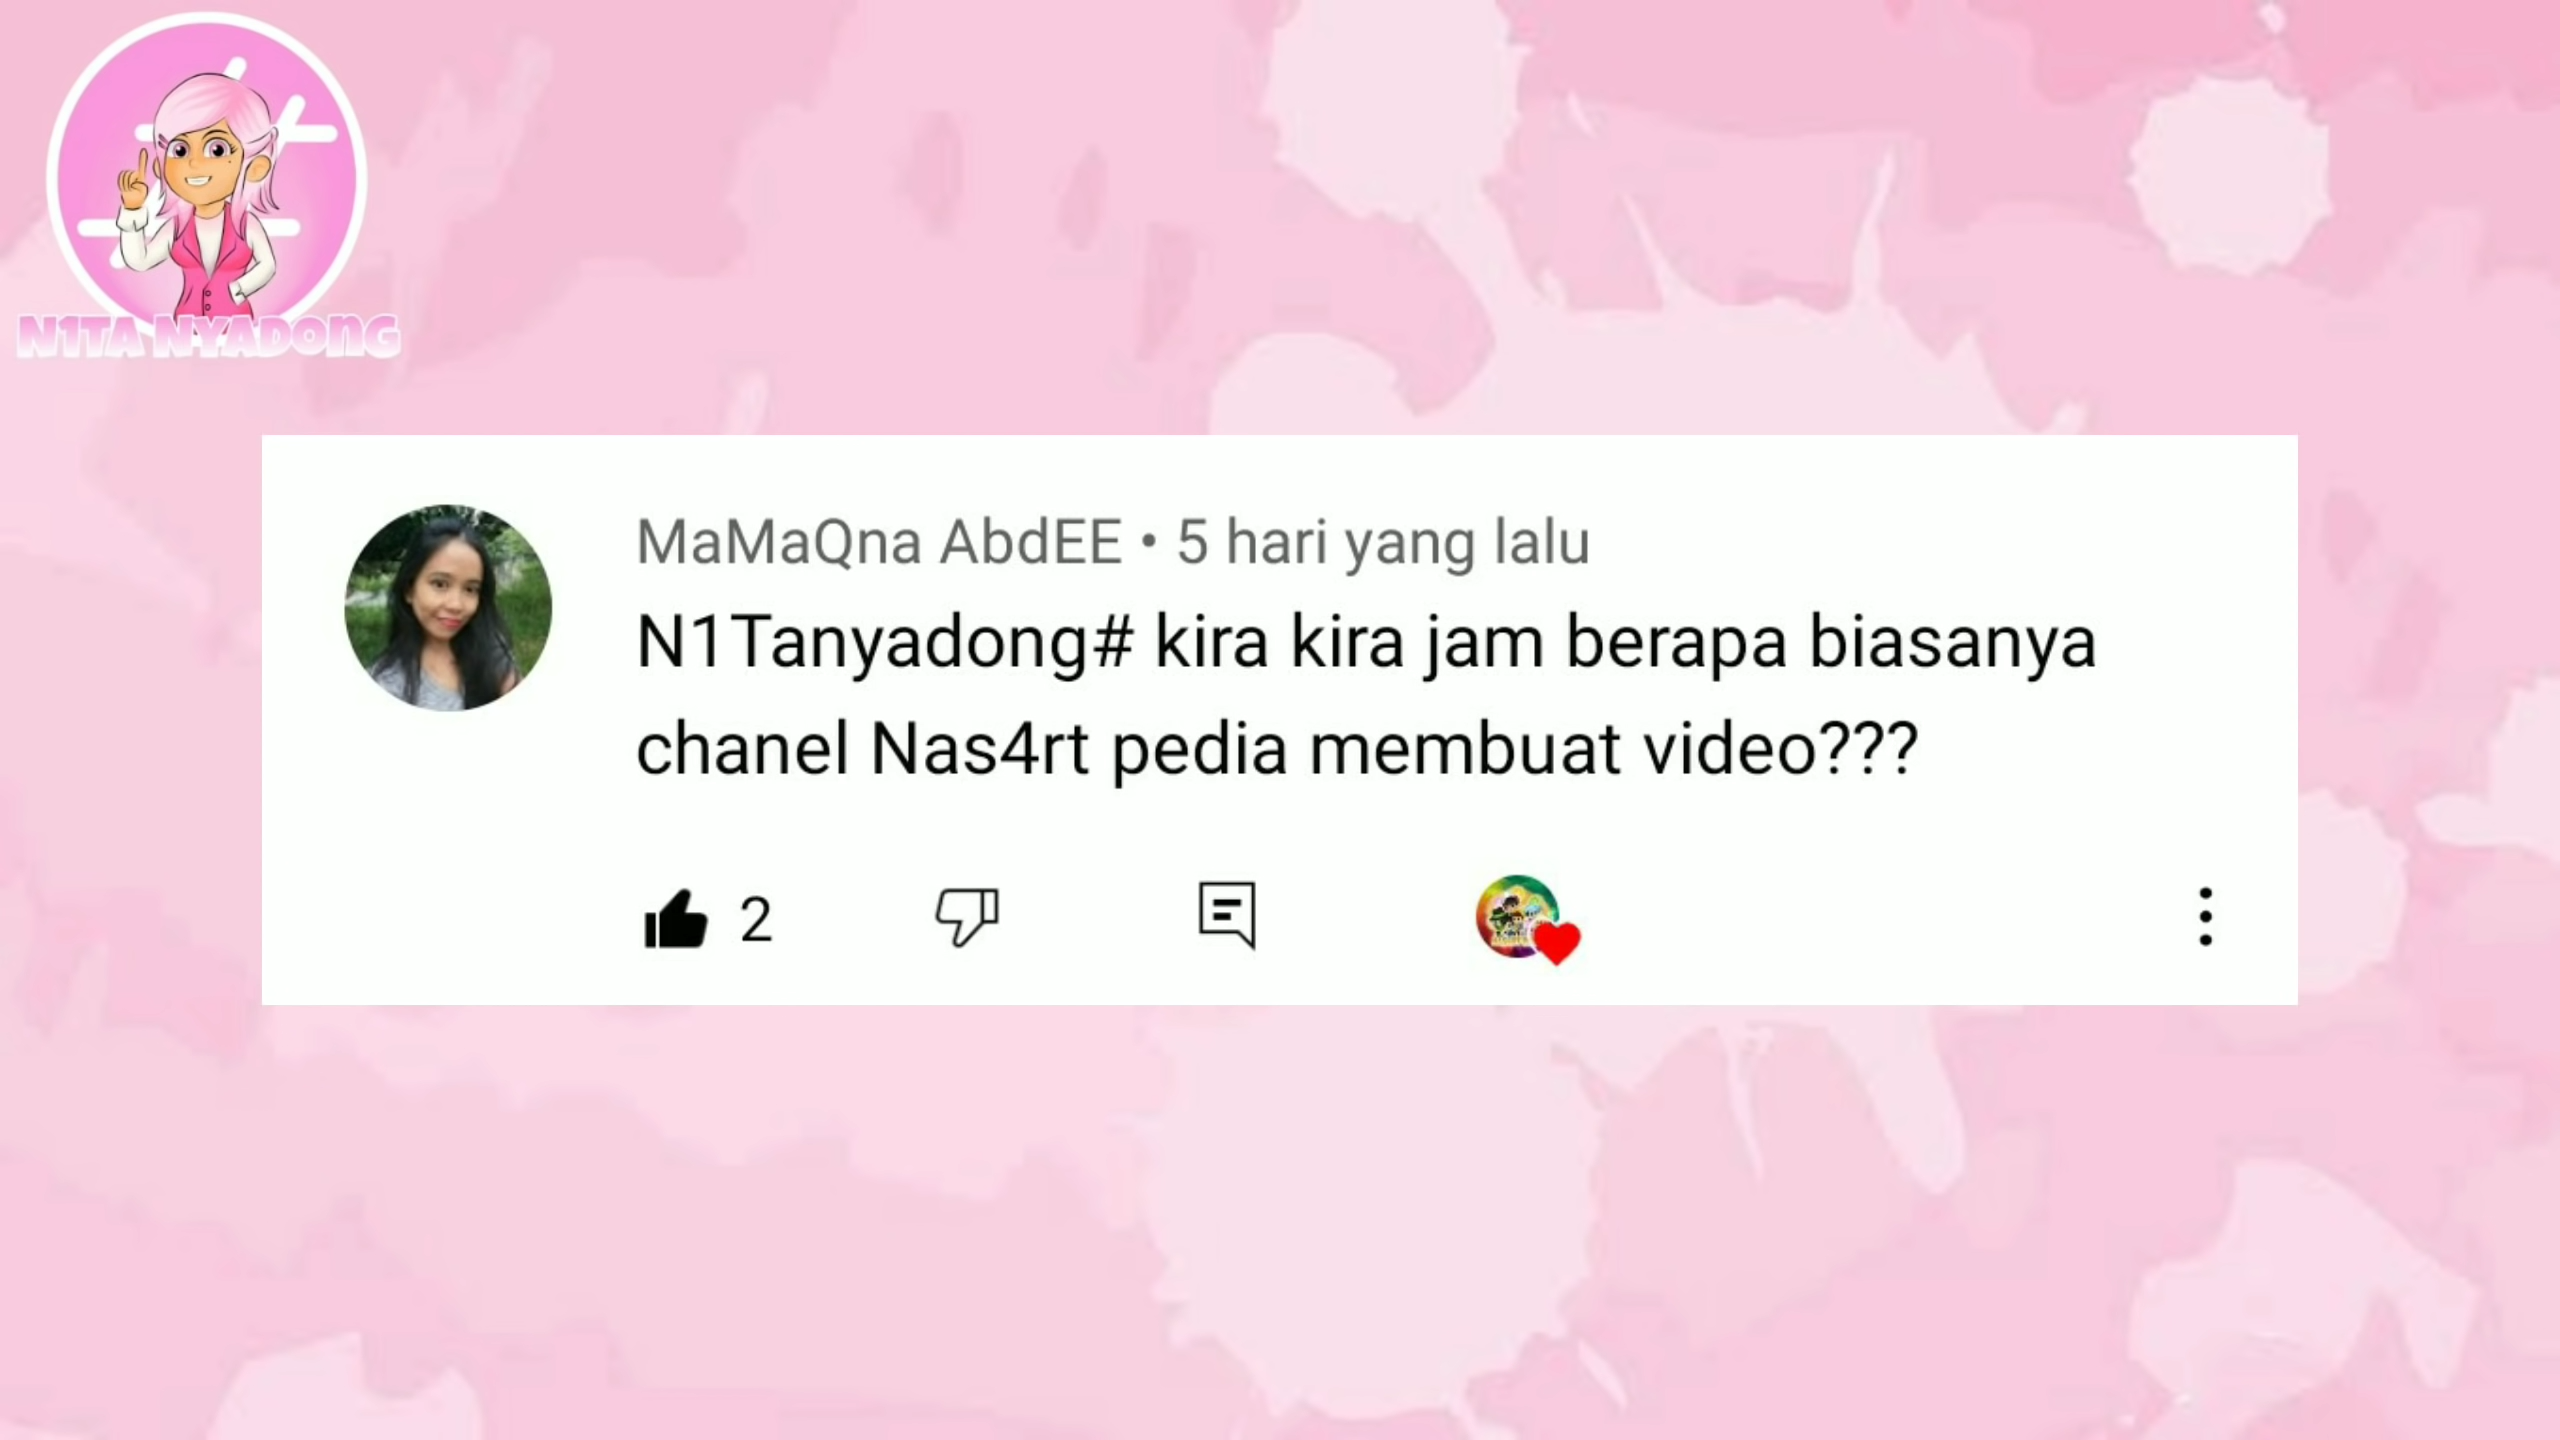 N1TA NYADONG
MaMaQna AbdEE • 5 hari yang lalu
N1Tanyadong# kira kira jam berapa biasanya
chanel Nas4rt pedia membuat video???
2